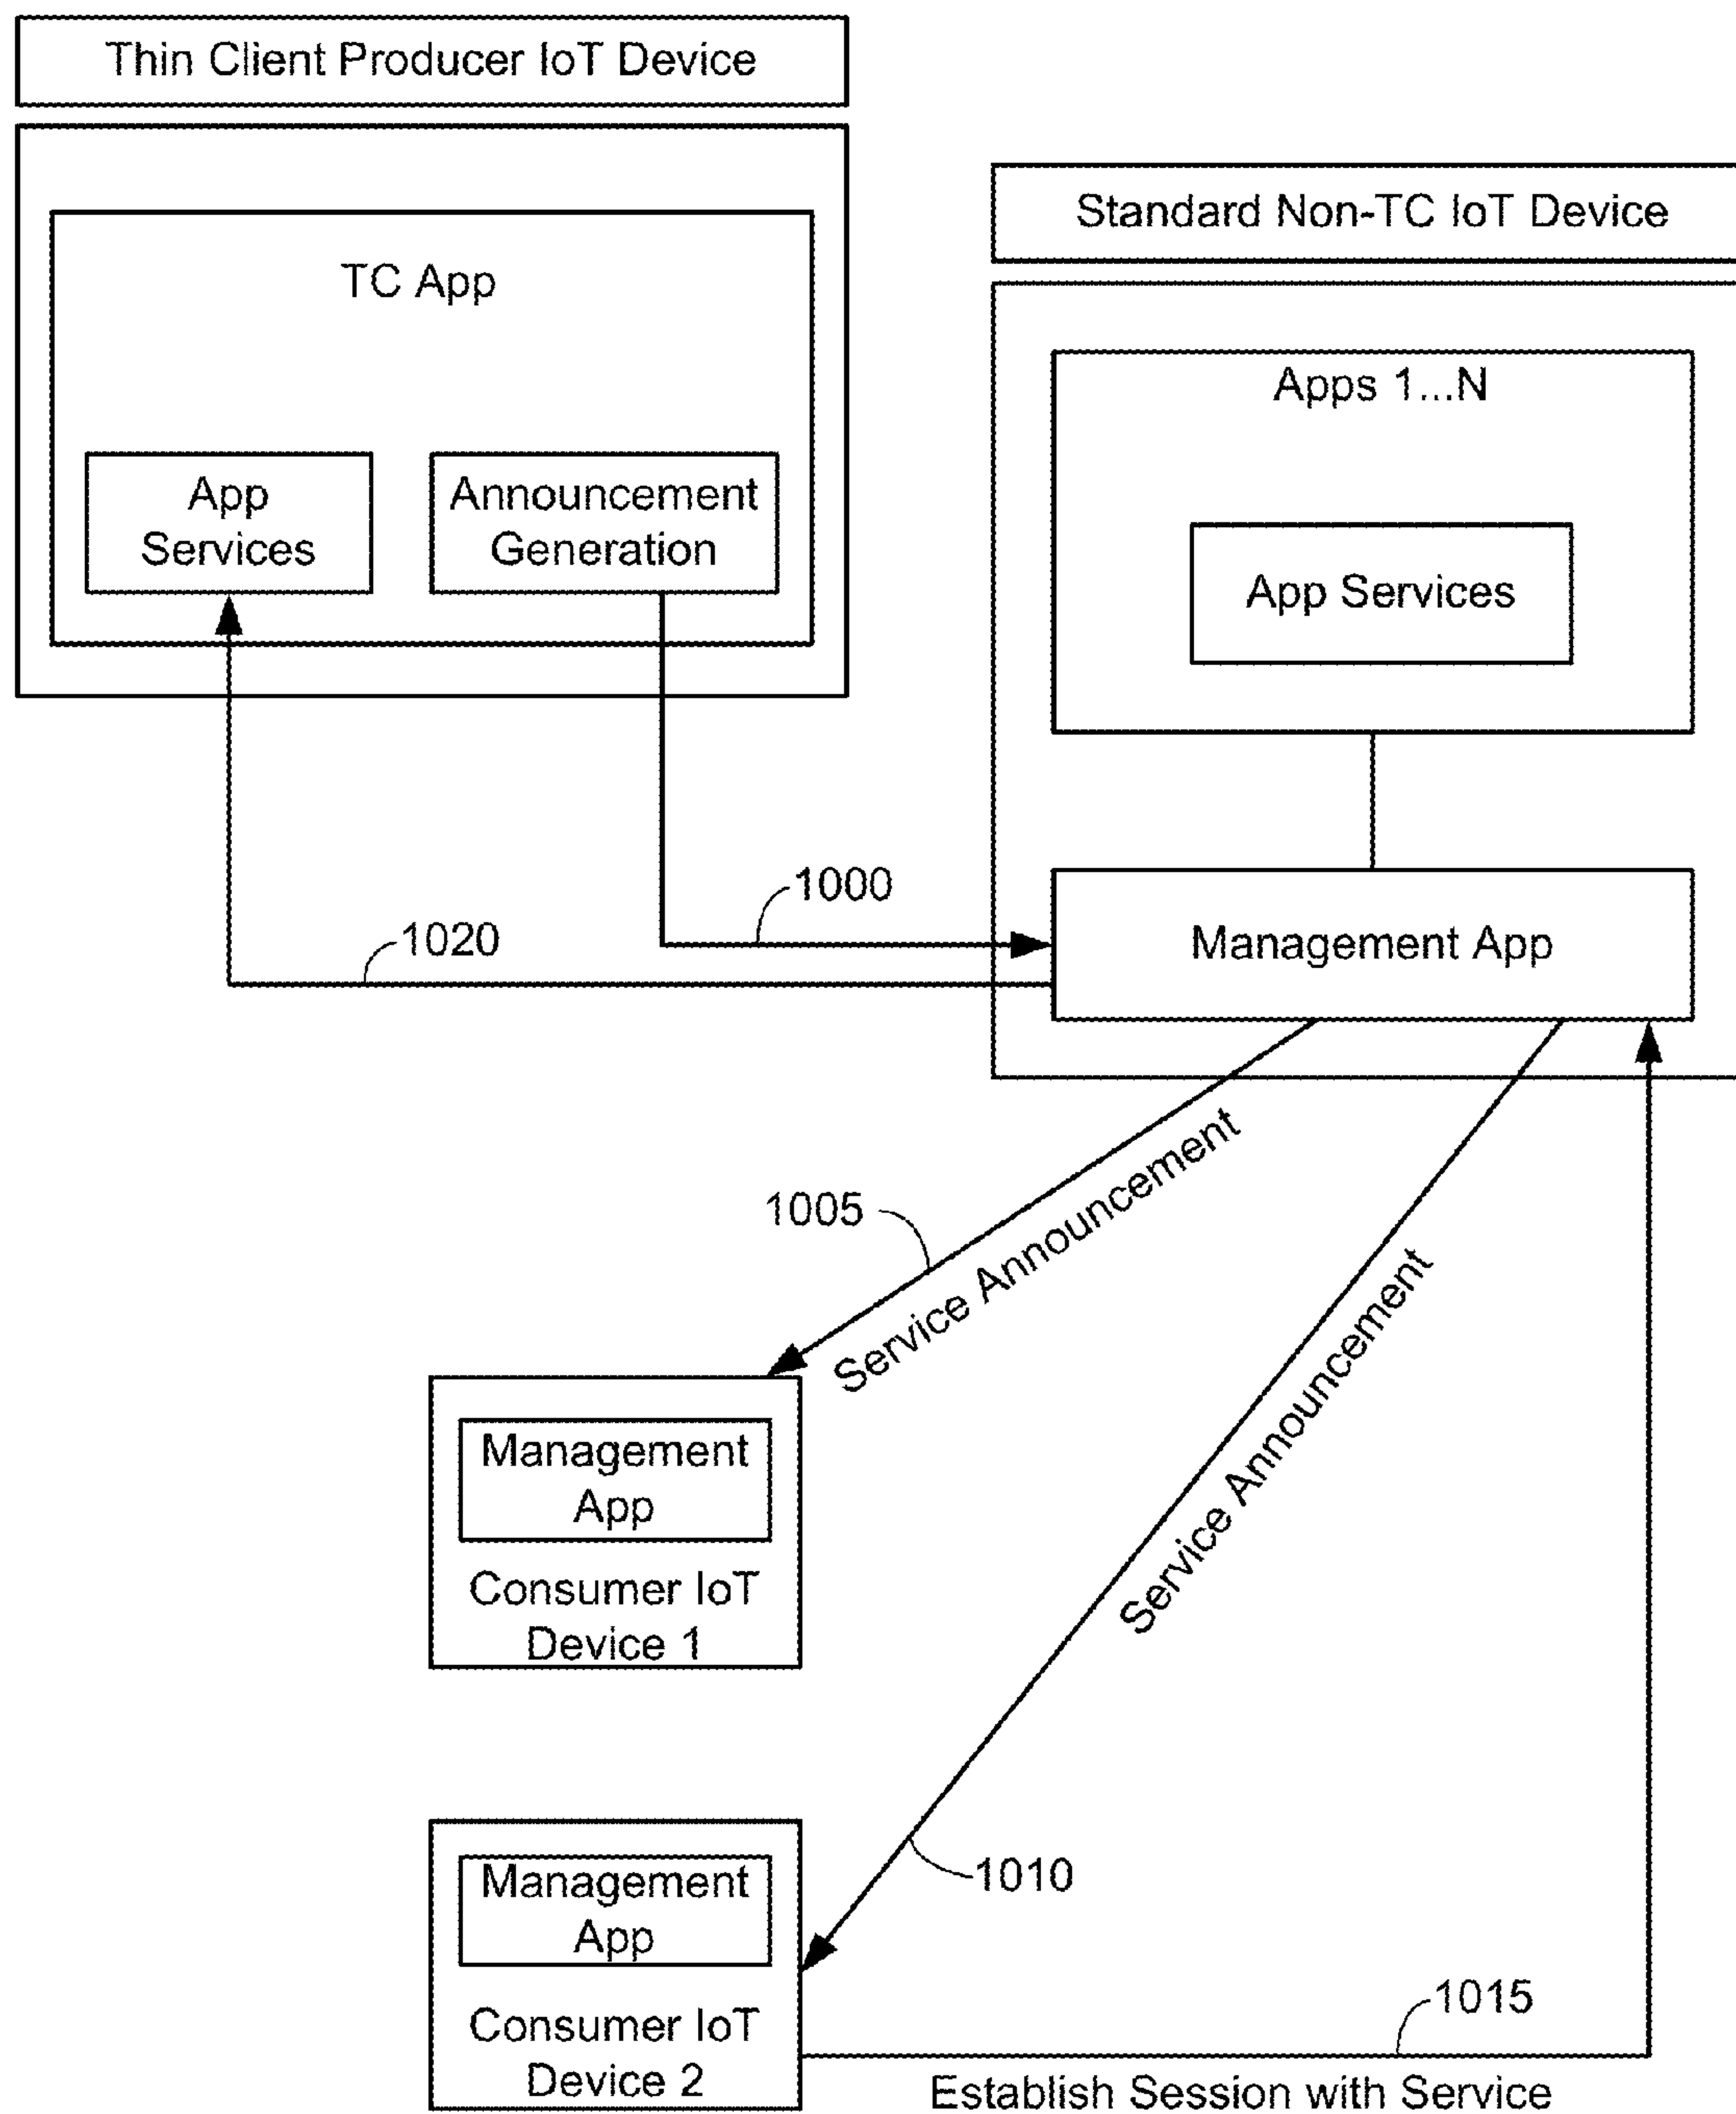 Thin Client Producer IoT Device
TC App
App
Services
Announcement
Generation
Standard Non-TC IoT Device
Apps 1...N
App Services
Management App
1000
1020
1005
Service Announcement
Service Announcement
Management
App
Consumer IoT
Device 1
1010
Management
App
Consumer IoT
Device 2
1015
Establish Session with Service